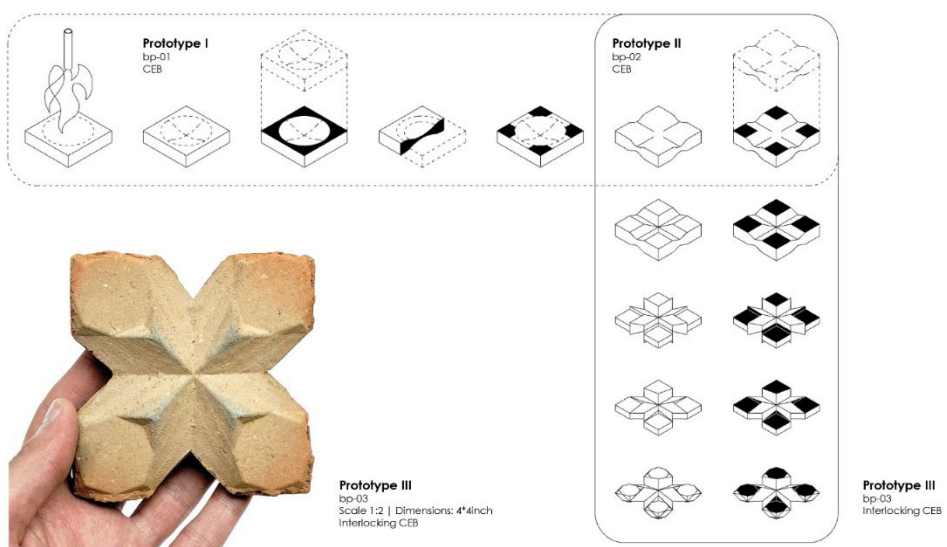 Prototype I
bp-01
CEB
Prototype II
bp-02
CEB
Prototype III
bp-03
Scale 1:2 | Dimensions: 4*4inch
Interlocking CEB
Prototype III
bp-03
Interlocking CEB